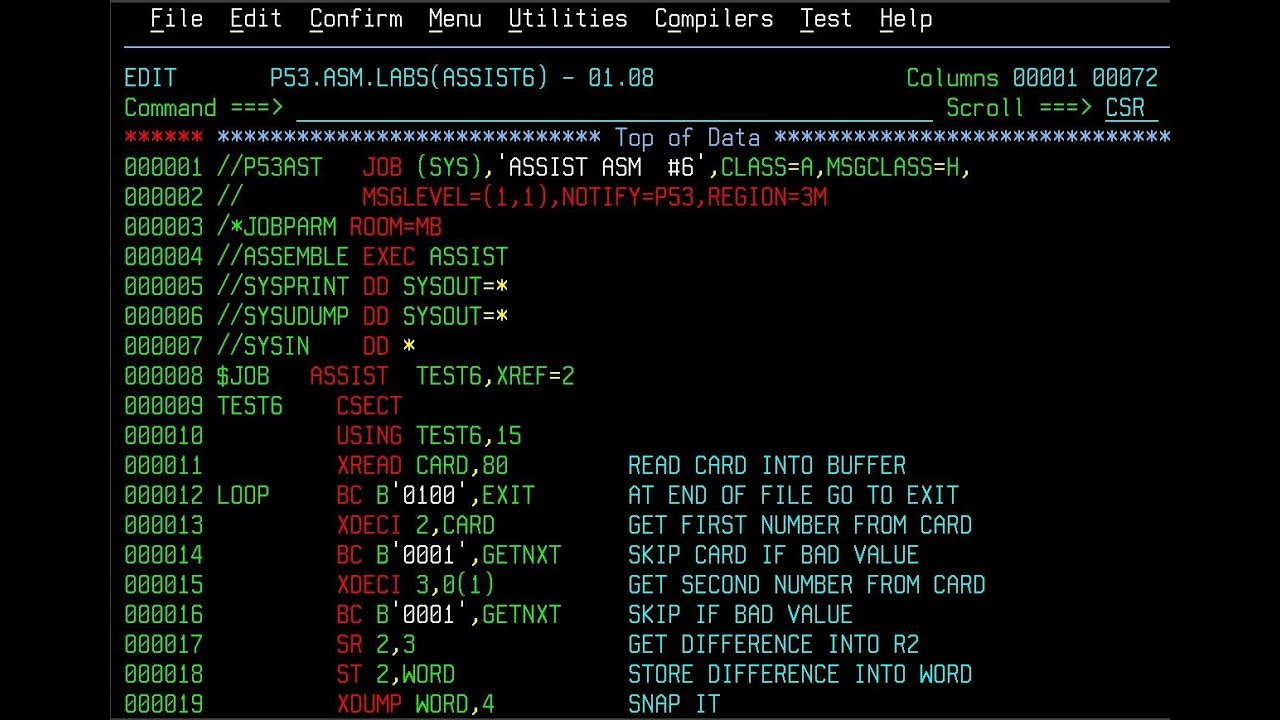 File  Edit  Confirm  Menu  Utilities  Compilers  Test  Help
EDIT       P53.ASM.LABS(ASSIST6) - 01.08                   Columns 00001 00072
Command ===>                                                  Scroll ===> CSR
****** ***************************** Top of Data ******************************
000001 //P53AST   JOB (SYS),'ASSIST ASM  #6',CLASS=A,MSGCLASS=H,
000002 //         MSGLEVEL=(1,1),NOTIFY=P53,REGION=3M
000003 /*JOBPARM ROOM=MB
000004 //ASSEMBLE EXEC ASSIST
000005 //SYSPRINT DD SYSOUT=*
000006 //SYSUDUMP DD SYSOUT=*
000007 //SYSIN    DD *
000008 $JOB   ASSIST  TEST6,XREF=2
000009 TEST6    CSECT
000010          USING TEST6,15
000011          XREAD CARD,80         READ CARD INTO BUFFER
000012 LOOP     BC B'0100',EXIT       AT END OF FILE GO TO EXIT
000013          XDECI 2,CARD          GET FIRST NUMBER FROM CARD
000014          BC B'0001',GETNXT     SKIP CARD IF BAD VALUE
000015          XDECI 3,0(1)          GET SECOND NUMBER FROM CARD
000016          BC B'0001',GETNXT     SKIP IF BAD VALUE
000017          SR 2,3                GET DIFFERENCE INTO R2
000018          ST 2,WORD             STORE DIFFERENCE INTO WORD
000019          XDUMP WORD,4          SNAP IT